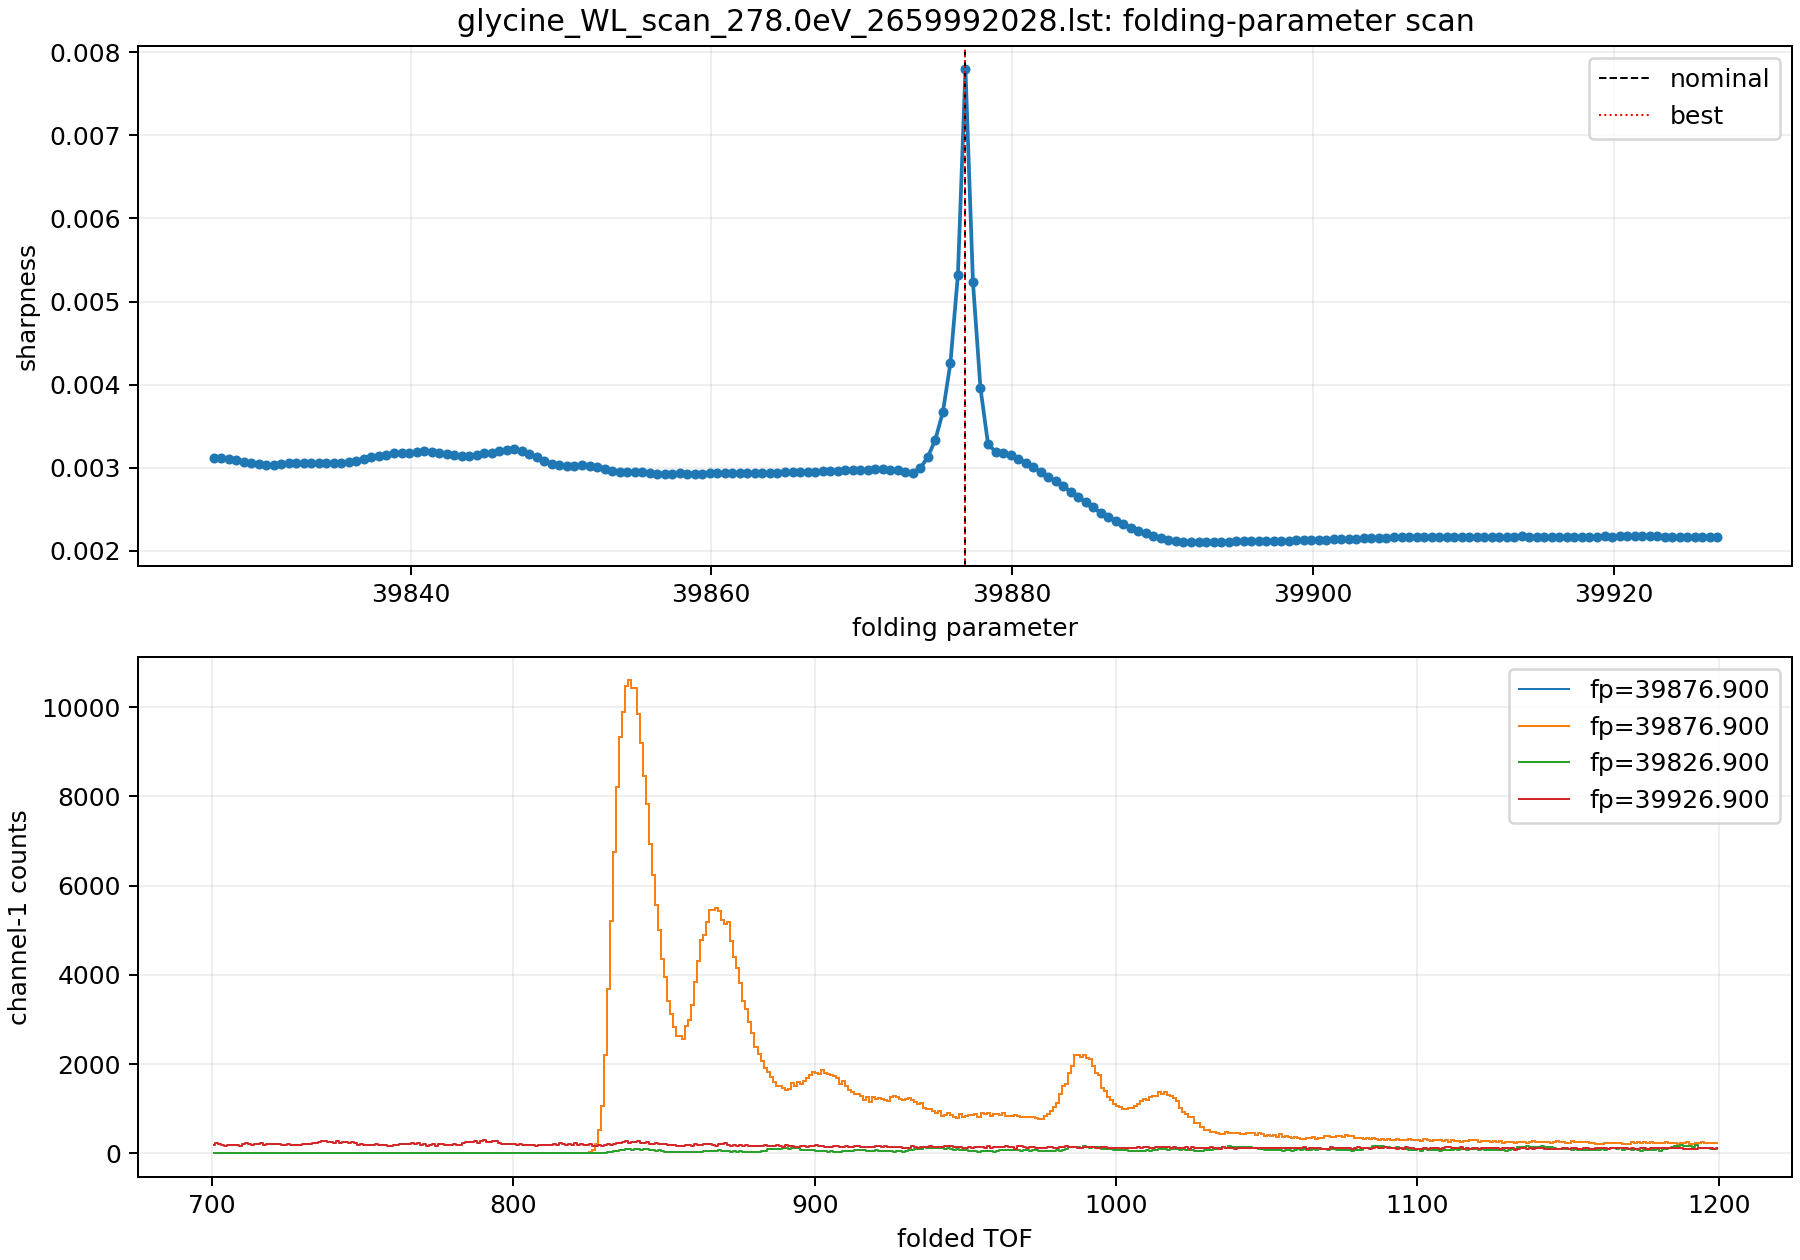 glycine_WL_scan_278.0eV_2659992028.lst: folding-parameter scan
0.008
0.007
0.006
0.005
0.004
0.003
0.002
sharpness
nominal
best
39840 39860 39880 39900 39920
folding parameter
10000
8000
6000
4000
2000
0
channel-1 counts
fp=39876.900
fp=39876.900
fp=39826.900
fp=39926.900
700 800 900 1000 1100 1200
folded TOF